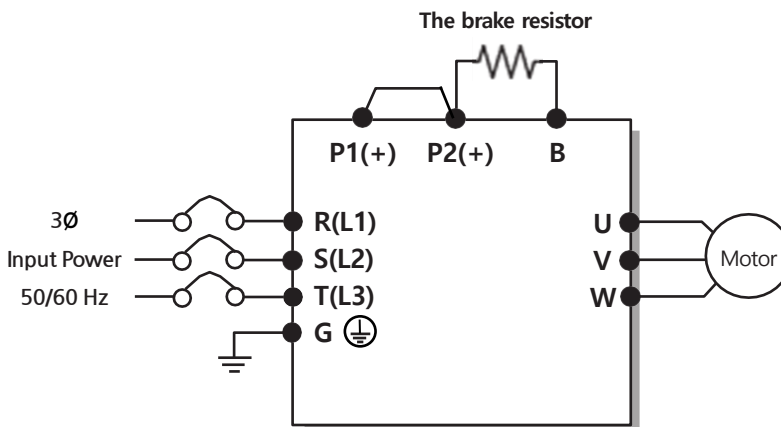 The brake resistor
P1(+) P2(+) B
3Ø R(L1) U
Input Power S(L2) V Motor
50/60 Hz T(L3) W
G